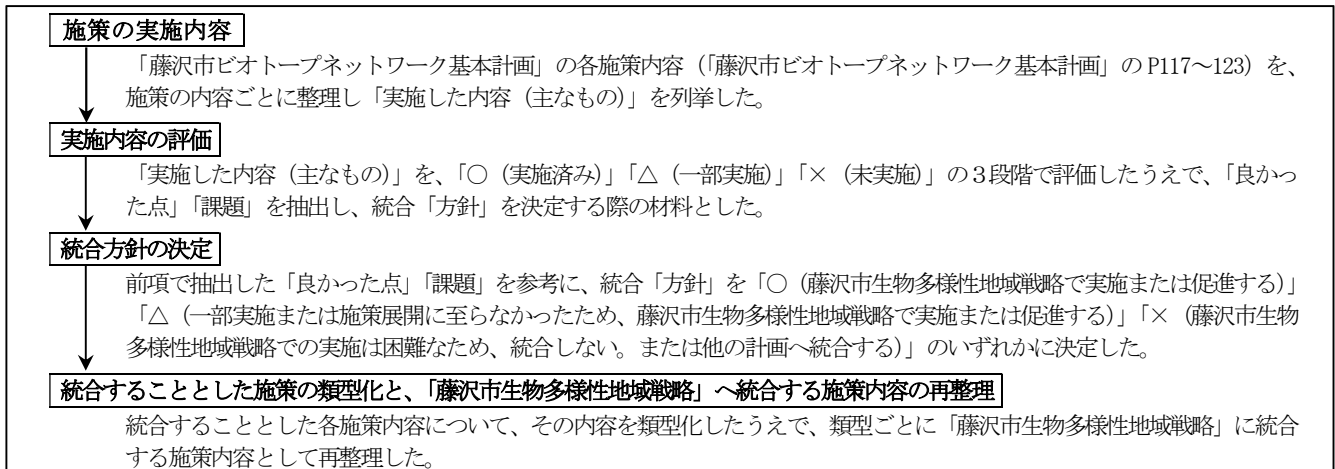 施策の実施内容
「藤沢市ビオトープネットワーク基本計画」の各施策内容（「藤沢市ビオトープネットワーク基本計画」のP117～123）を、
施策の内容ごとに整理し「実施した内容（主なもの）」を列挙した。
実施内容の評価
「実施した内容（主なもの）」を、「○（実施済み）」「△（一部実施）」「×（未実施）」の３段階で評価したうえで、「良かっ
た点」「課題」を抽出し、統合「方針」を決定する際の材料とした。
統合方針の決定
前項で抽出した「良かった点」「課題」を参考に、統合「方針」を「○（藤沢市生物多様性地域戦略で実施または促進する）」
「△（一部実施または施策展開に至らなかったため、藤沢市生物多様性地域戦略で実施または促進する）」「×（藤沢市生物
多様性地域戦略での実施は困難なため、統合しない。または他の計画へ統合する）」のいずれかに決定した。
統合することとした施策の類型化と、「藤沢市生物多様性地域戦略」へ統合する施策内容の再整理
統合することとした各施策内容について、その内容を類型化したうえで、類型ごとに「藤沢市生物多様性地域戦略」に統合
する施策内容として再整理した。